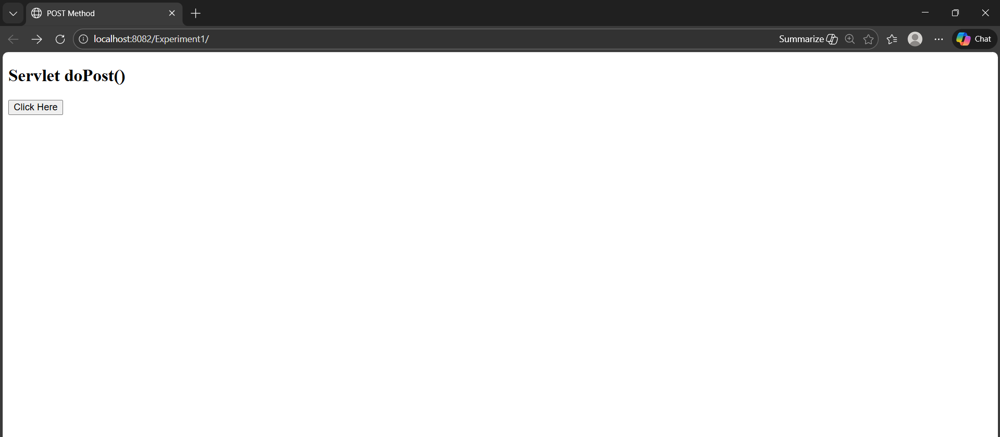 POST Method
localhost:8082/Experiment1/
Summarize
Chat
Servlet doPost()
Click Here